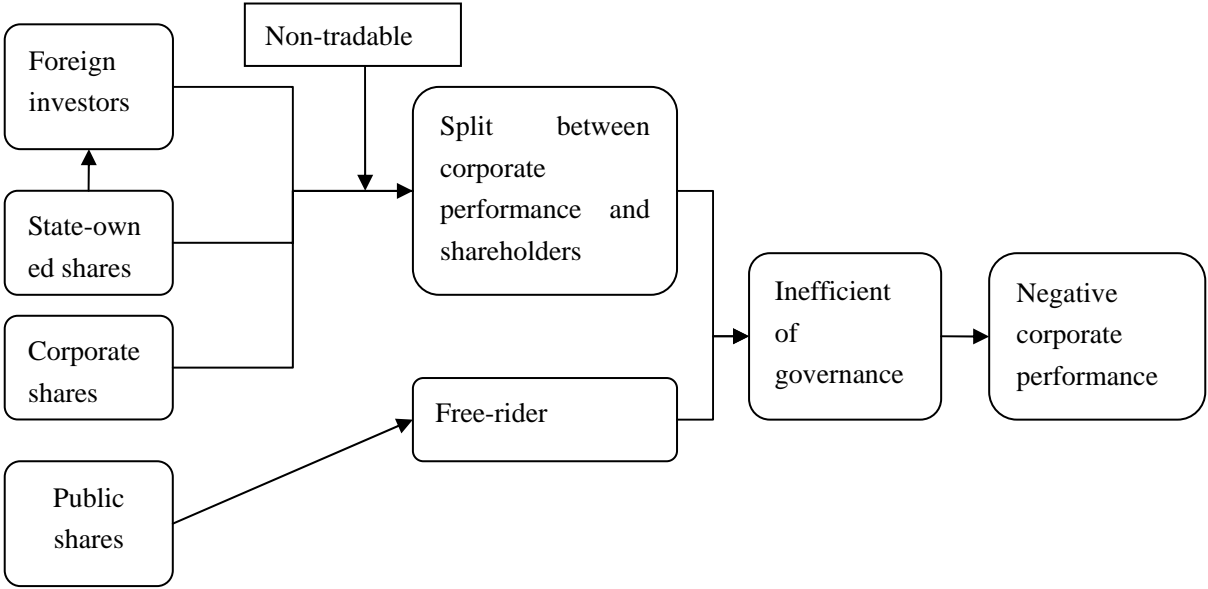 Non-tradable
Foreign
investors
Split between
corporate
performance and
shareholders
State-own
ed shares
Inefficient
of
governance
Negative
corporate
performance
Corporate
shares
Free-rider
Public
shares